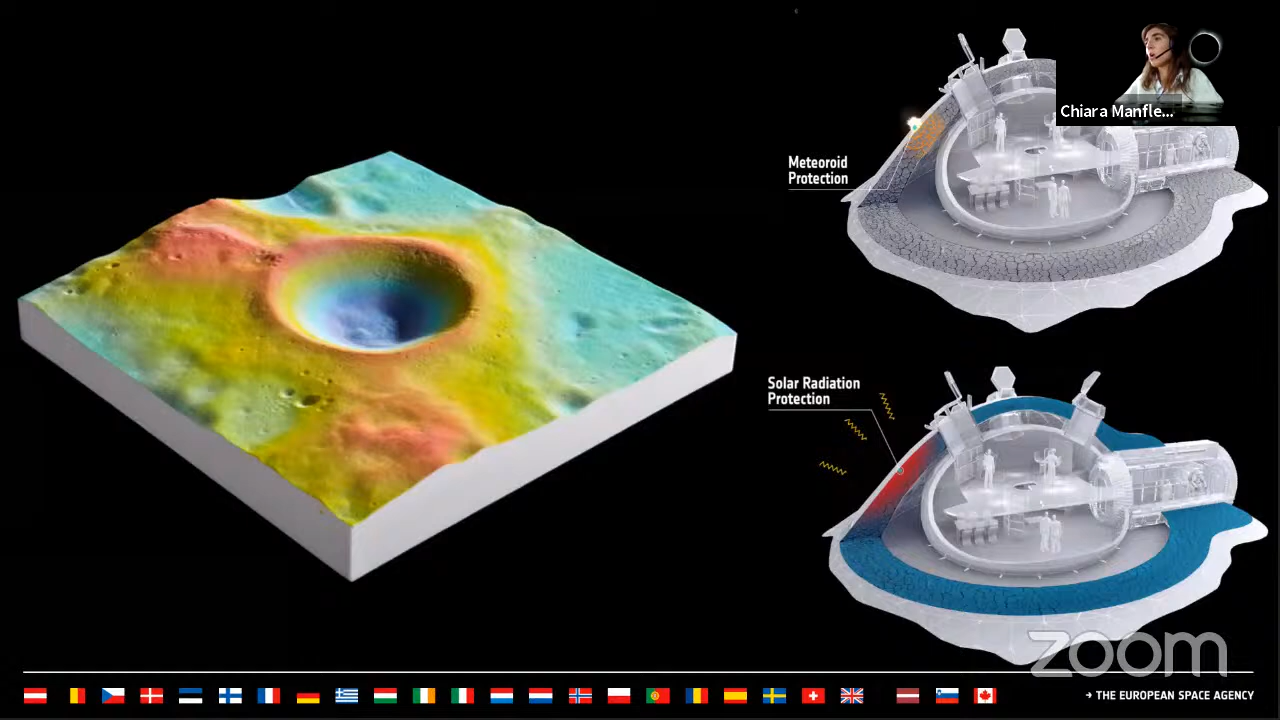 Chiara Manfle...
Meteoroid
Protection
Solar Radiation
Protection
zoom
→ THE EUROPEAN SPACE AGENCY